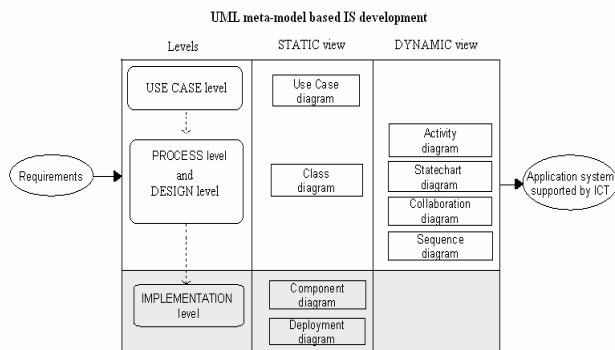 UML meta-model based IS development
Levels
STATIC view
DYNAMIC view
USE CASE level
Use Case
diagram
Requirements
PROCESS level
and
DESIGN level
Class
diagram
Activity
diagram
Statechart
diagram
Collaboration
diagram
Sequence
diagram
Application system
supported by ICT
IMPLEMENTATION
level
Component
diagram
Deployment
diagram